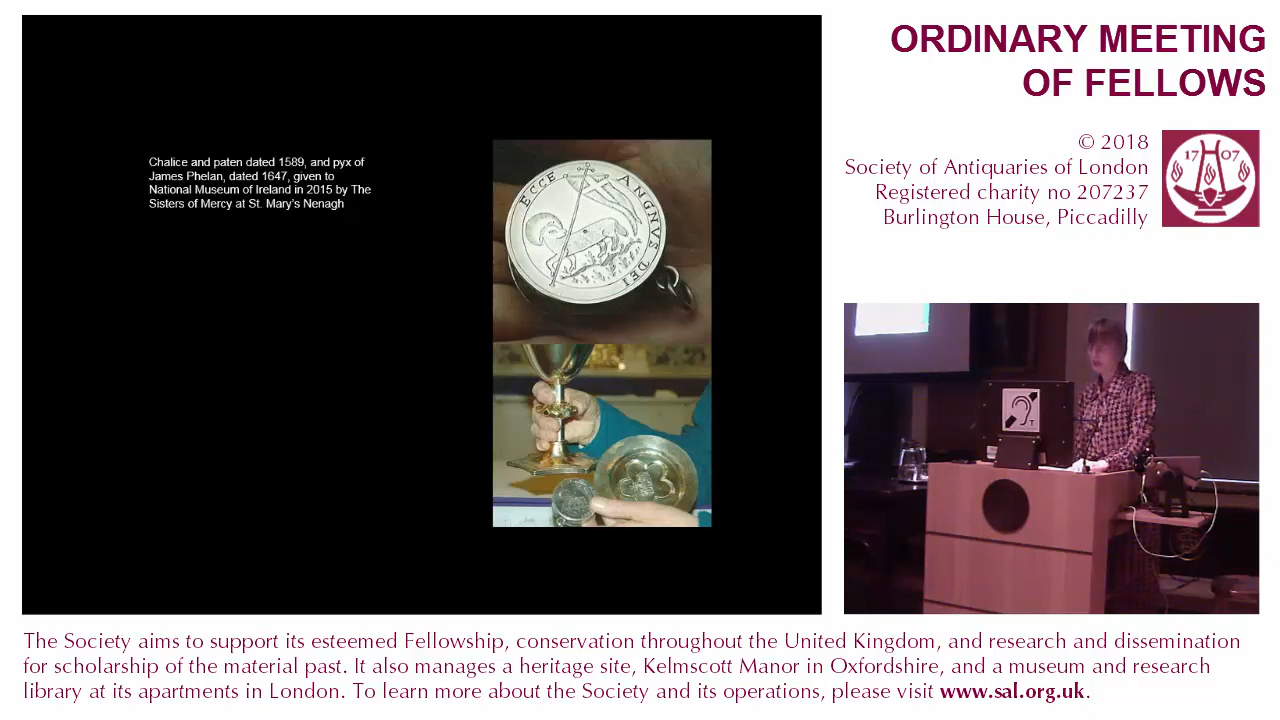 Chalice and paten dated 1589, and pyx of
James Phelan, dated 1647, given to
National Museum of Ireland in 2015 by The
Sisters of Mercy at St. Mary's Nenagh
ECCE ANGNVS DEI
ORDINARY MEETING
OF FELLOWS
© 2018
Society of Antiquaries of London
Registered charity no 207237
Burlington House, Piccadilly
1707
T
The Society aims to support its esteemed Fellowship, conservation throughout the United Kingdom, and research and dissemination
for scholarship of the material past. It also manages a heritage site, Kelmscott Manor in Oxfordshire, and a museum and research
library at its apartments in London. To learn more about the Society and its operations, please visit www.sal.org.uk.